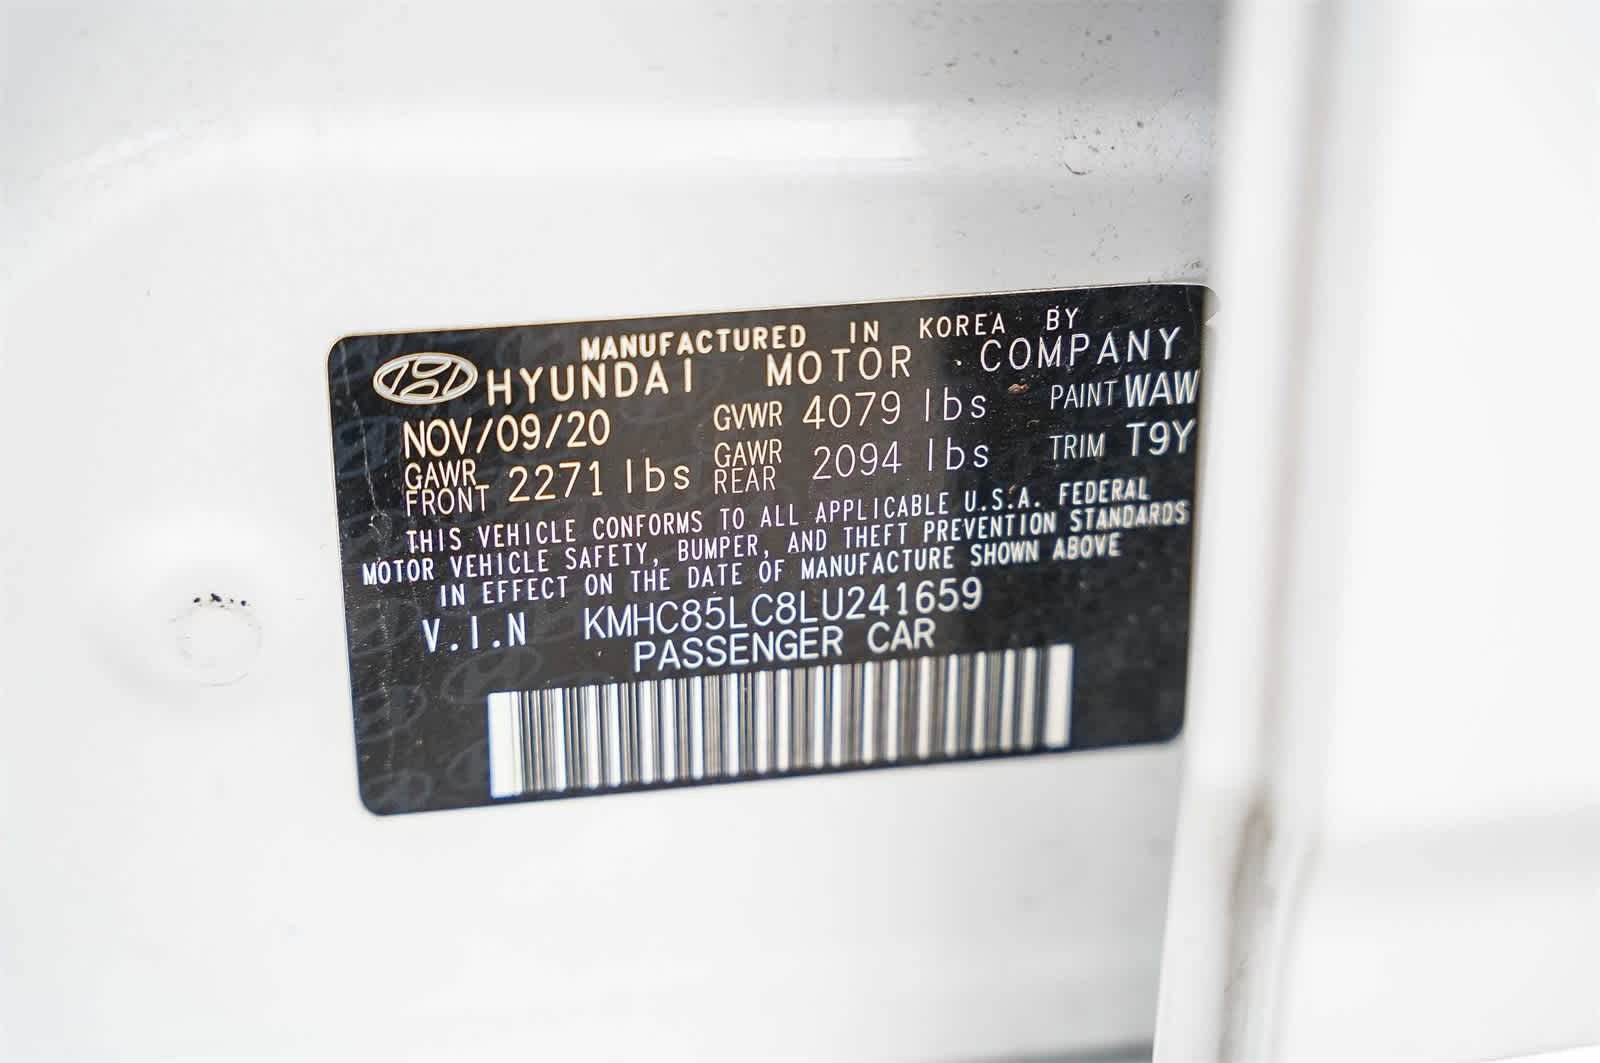 MANUFACTURED IN KOREA BY
HYUNDAI MOTOR COMPANY
NOV/09/20 GVWR 4079 lbs PAINT WAW
GAWR FRONT 2271 lbs GAWR REAR 2094 lbs TRIM T9Y
THIS VEHICLE CONFORMS TO ALL APPLICABLE U.S.A. FEDERAL
MOTOR VEHICLE SAFETY, BUMPER, AND THEFT PREVENTION STANDARDS
IN EFFECT ON THE DATE OF MANUFACTURE SHOWN ABOVE
V.I.N KMHC85LC8LU241659
PASSENGER CAR